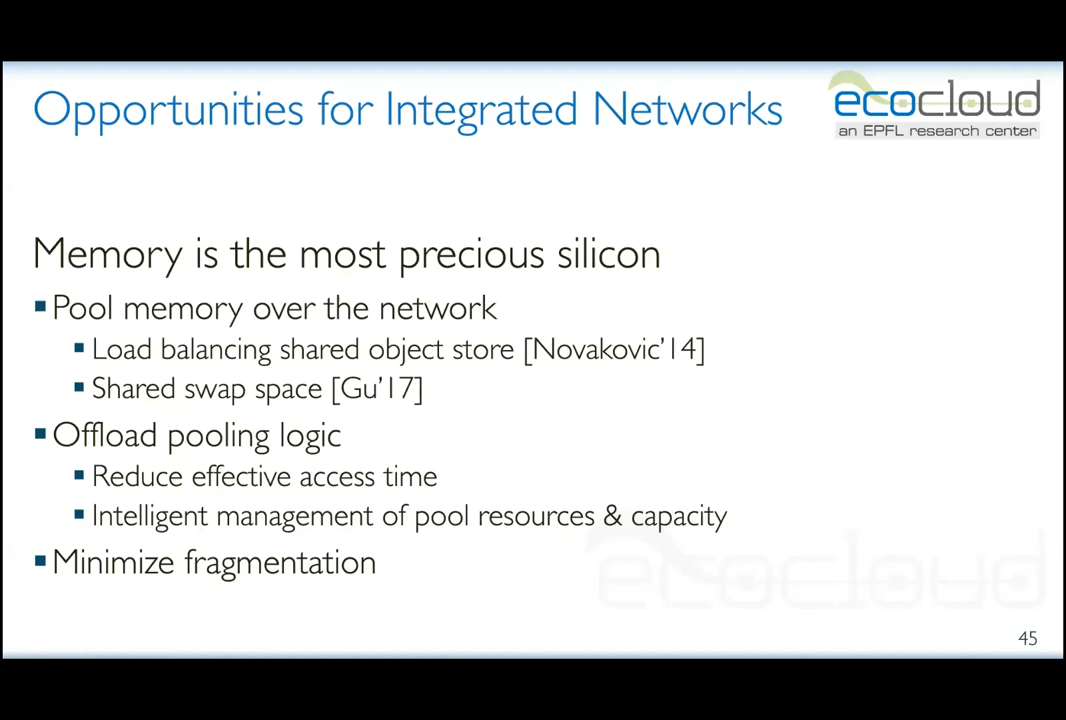 Opportunities for Integrated Networks
ecocloud
an EPFL research center
Memory is the most precious silicon
▪ Pool memory over the network
▪ Load balancing shared object store [Novakovic’14]
▪ Shared swap space [Gu’17]
▪ Offload pooling logic
▪ Reduce effective access time
▪ Intelligent management of pool resources & capacity
▪ Minimize fragmentation
ecocloud
45